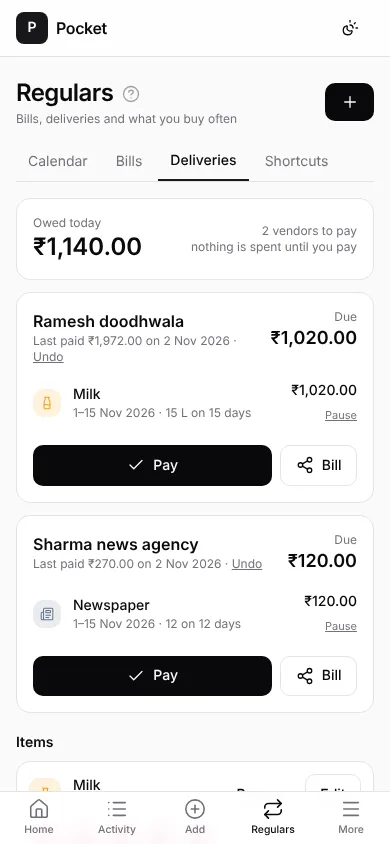 P Pocket
Regulars
Bills, deliveries and what you buy often
Calendar Bills Deliveries Shortcuts
Owed today
₹1,140.00
2 vendors to pay
nothing is spent until you pay
Ramesh doodhwala
Last paid ₹1,972.00 on 2 Nov 2026 ·
Undo
Due
₹1,020.00
Milk
1–15 Nov 2026 · 15 L on 15 days
₹1,020.00
Pause
Pay
Bill
Sharma news agency
Last paid ₹270.00 on 2 Nov 2026 · Undo
Due
₹120.00
Newspaper
1–15 Nov 2026 · 12 on 12 days
₹120.00
Pause
Pay
Bill
Items
Milk
Home Activity Add Regulars More